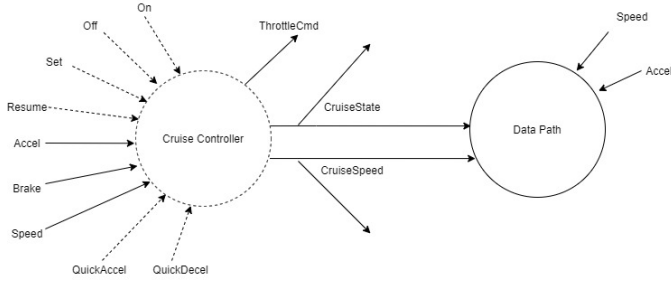 On
Off
ThrottleCmd
Speed
Set
Accel
Resume
CruiseState
Accel
Cruise Controller
Data Path
CruiseSpeed
Brake
Speed
QuickAccel
QuickDecel